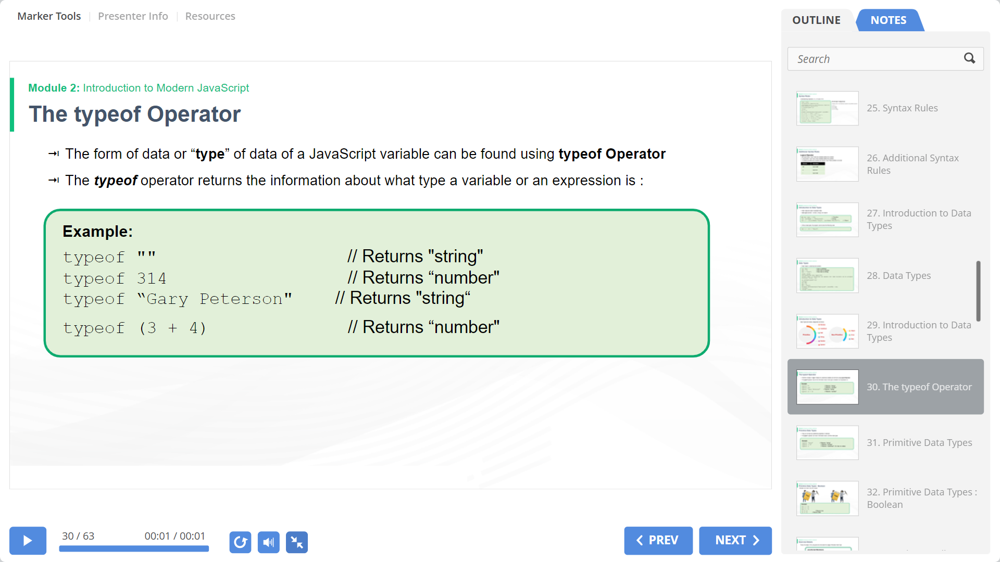 Marker Tools
Presenter Info
Resources
OUTLINE
NOTES
Search
Module 2: Introduction to Modern JavaScript
The typeof Operator
The form of data or “type” of data of a JavaScript variable can be found using typeof Operator
The typeof operator returns the information about what type a variable or an expression is :
Example:
typeof "" // Returns "string"
typeof 314 // Returns “number"
typeof “Gary Peterson" // Returns "string“
typeof (3 + 4) // Returns “number"
25. Syntax Rules
26. Additional Syntax
Rules
27. Introduction to Data
Types
28. Data Types
29. Introduction to Data
Types
30. The typeof Operator
31. Primitive Data Types
32. Primitive Data Types :
Boolean
30 / 63
00:01 / 00:01
PREV
NEXT